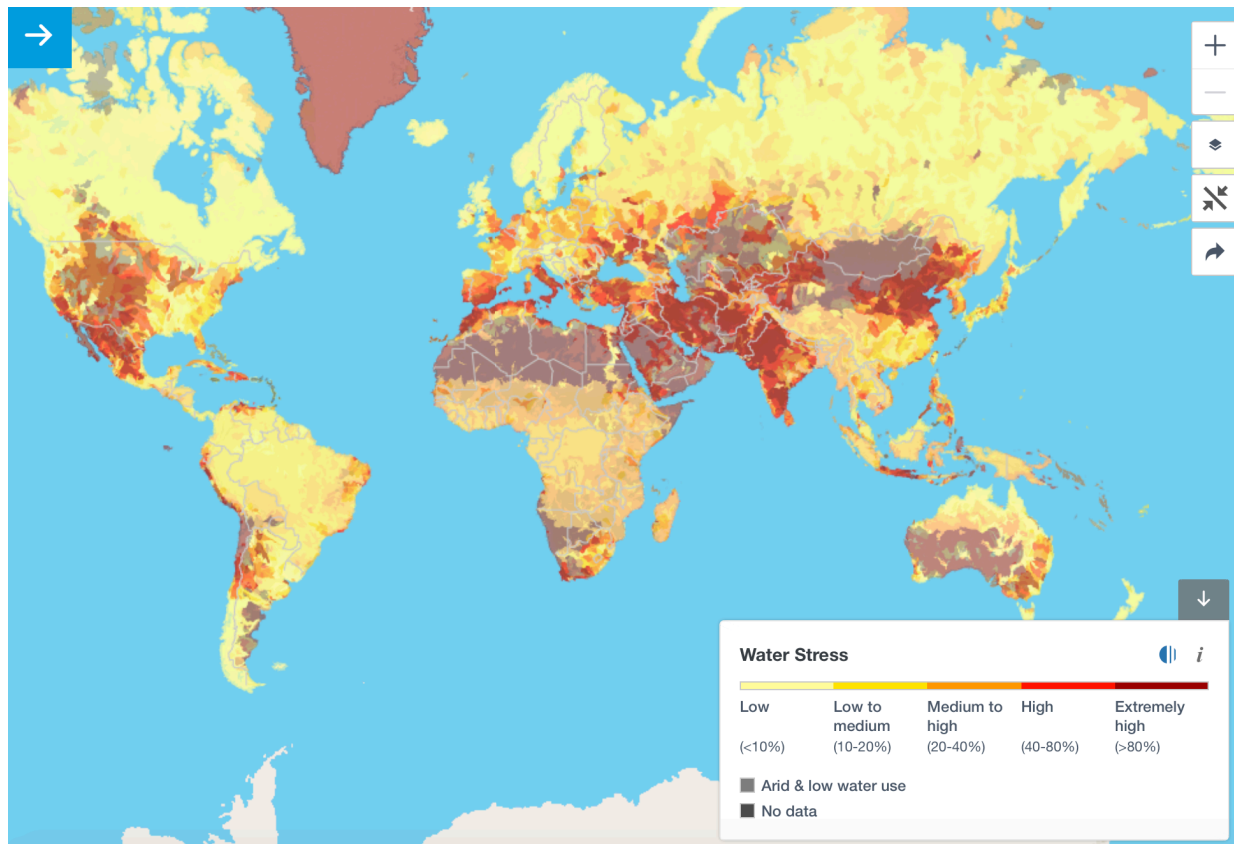 Water Stress
i
Low
Low to
medium
Medium to
high
High
Extremely
high
(<10%)
(10-20%)
(20-40%)
(40-80%)
(>80%)
Arid & low water use
No data